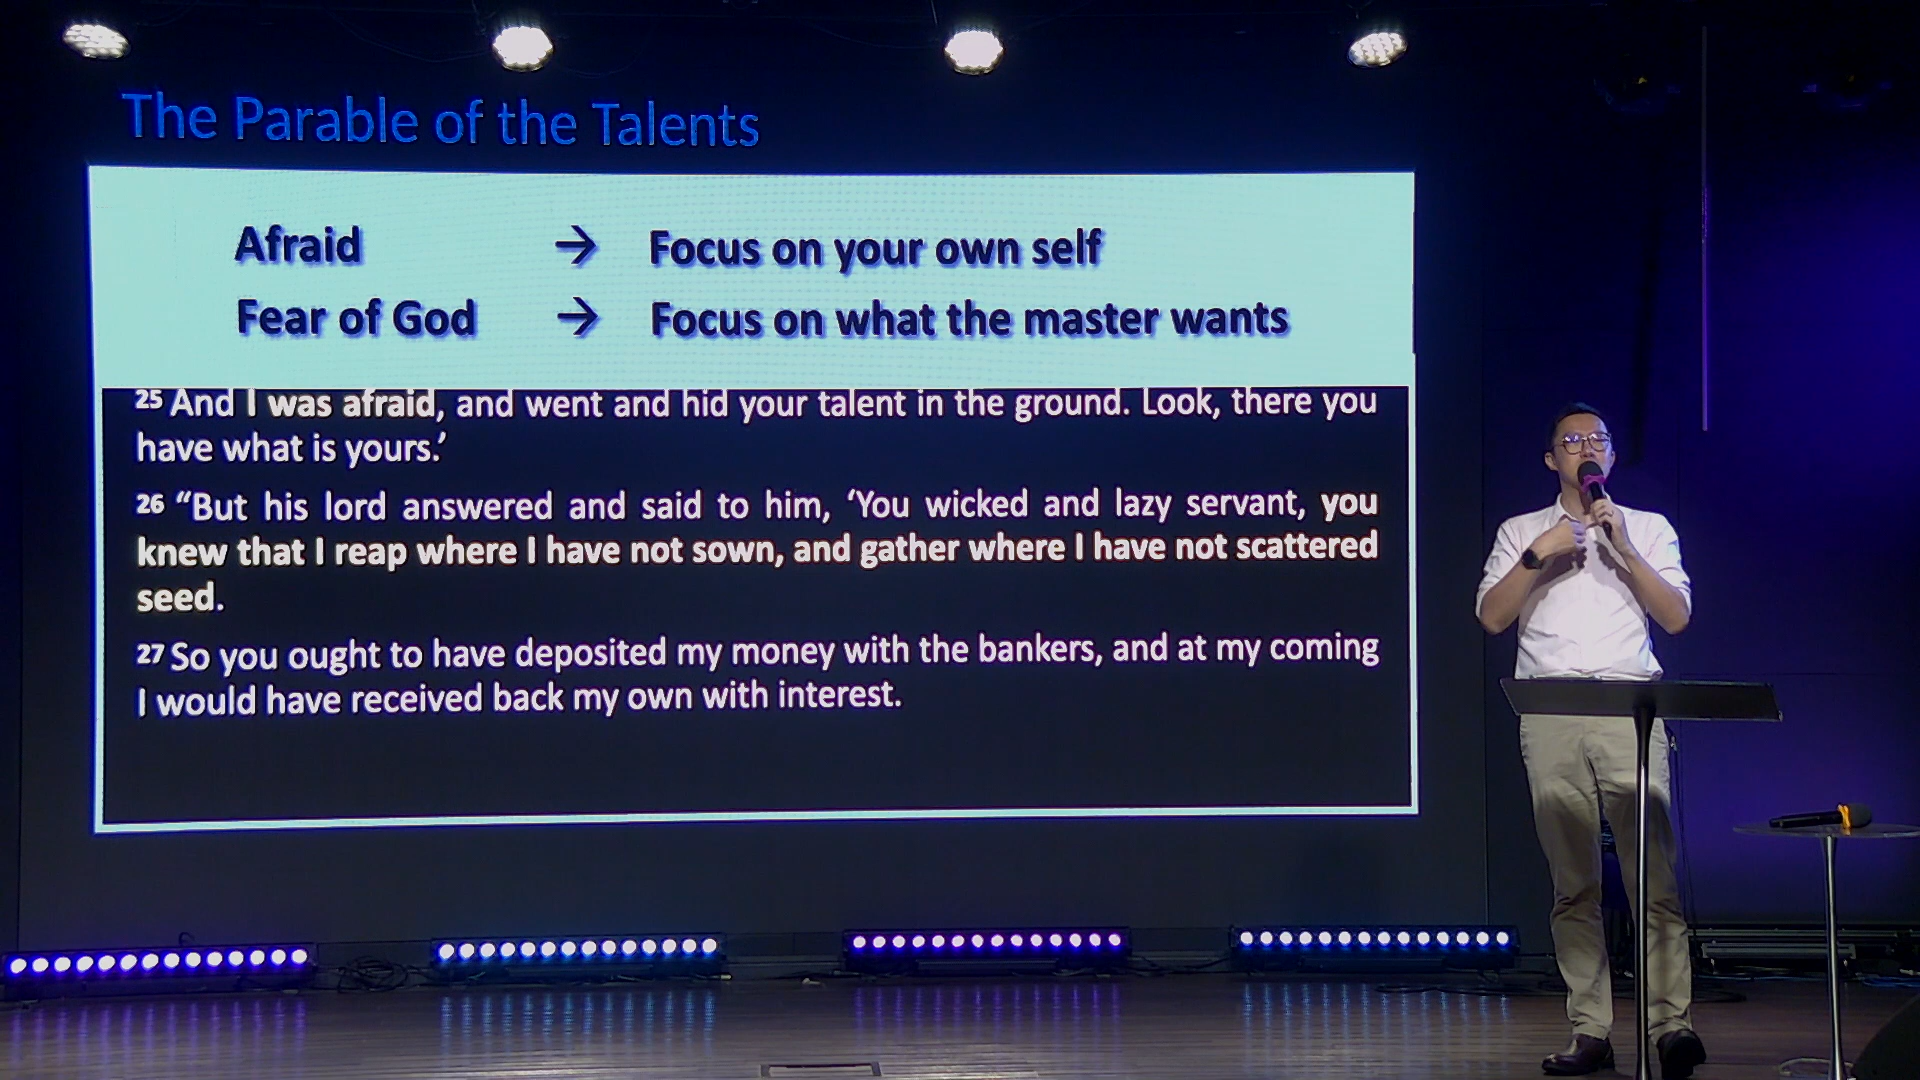 The Parable of the Talents
Afraid → Focus on your own self
Fear of God → Focus on what the master wants
25 And I was afraid, and went and hid your talent in the ground. Look, there you
have what is yours.’
26 “But his lord answered and said to him, ‘You wicked and lazy servant, you
knew that I reap where I have not sown, and gather where I have not scattered
seed.
27 So you ought to have deposited my money with the bankers, and at my coming
I would have received back my own with interest.